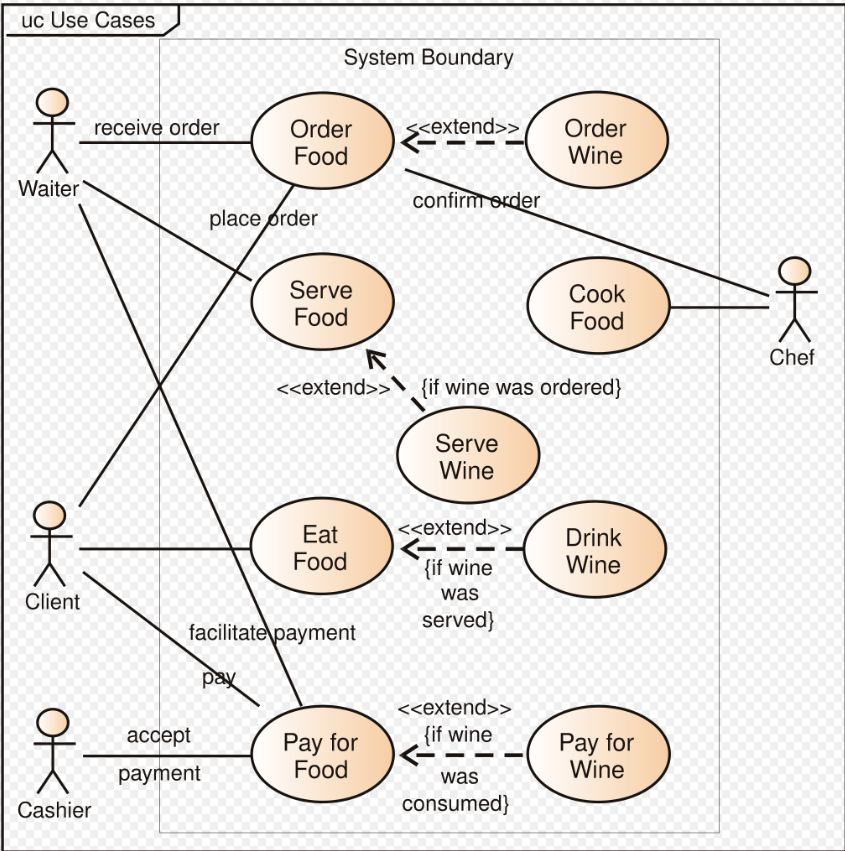 uc Use Cases
System Boundary
receive order
Order
Food
<<extend>>
Order
Wine
Waiter
place order
confirm order
Serve
Food
Cook
Food
Chef
<<extend>>
{if wine was ordered}
Serve
Wine
Client
Eat
Food
<<extend>>
{if wine
was
served}
Drink
Wine
facilitate payment
pay
Cashier
accept
payment
Pay for
Food
<<extend>>
{if wine
was
consumed}
Pay for
Wine